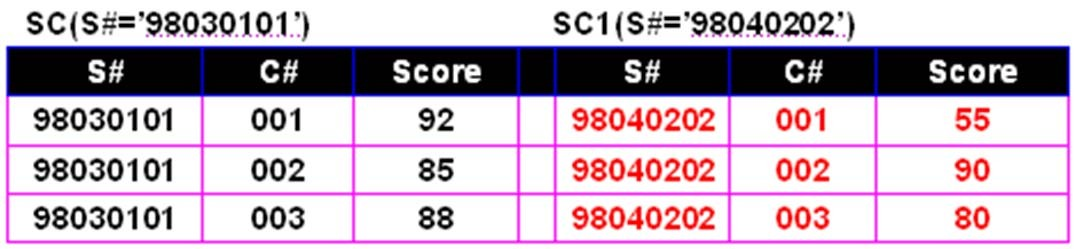 SC(S#='98030101') SC1(S#='98040202')
S# C# Score S# C# Score
98030101 001 92 98040202 001 55
98030101 002 85 98040202 002 90
98030101 003 88 98040202 003 80